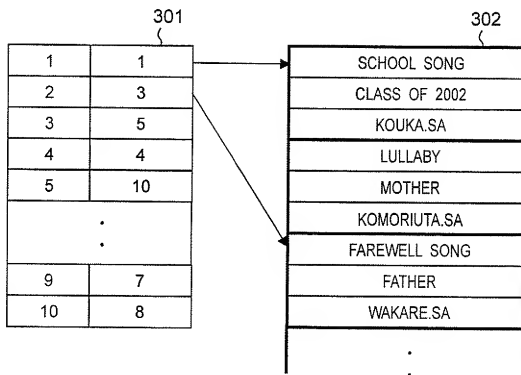 301
302
1 1
2 3
3 5
4 4
5 10
.
.
9 7
10 8
SCHOOL SONG
CLASS OF 2002
KOUKA.SA
LULLABY
MOTHER
KOMORIUTA.SA
FAREWELL SONG
FATHER
WAKARE.SA
.